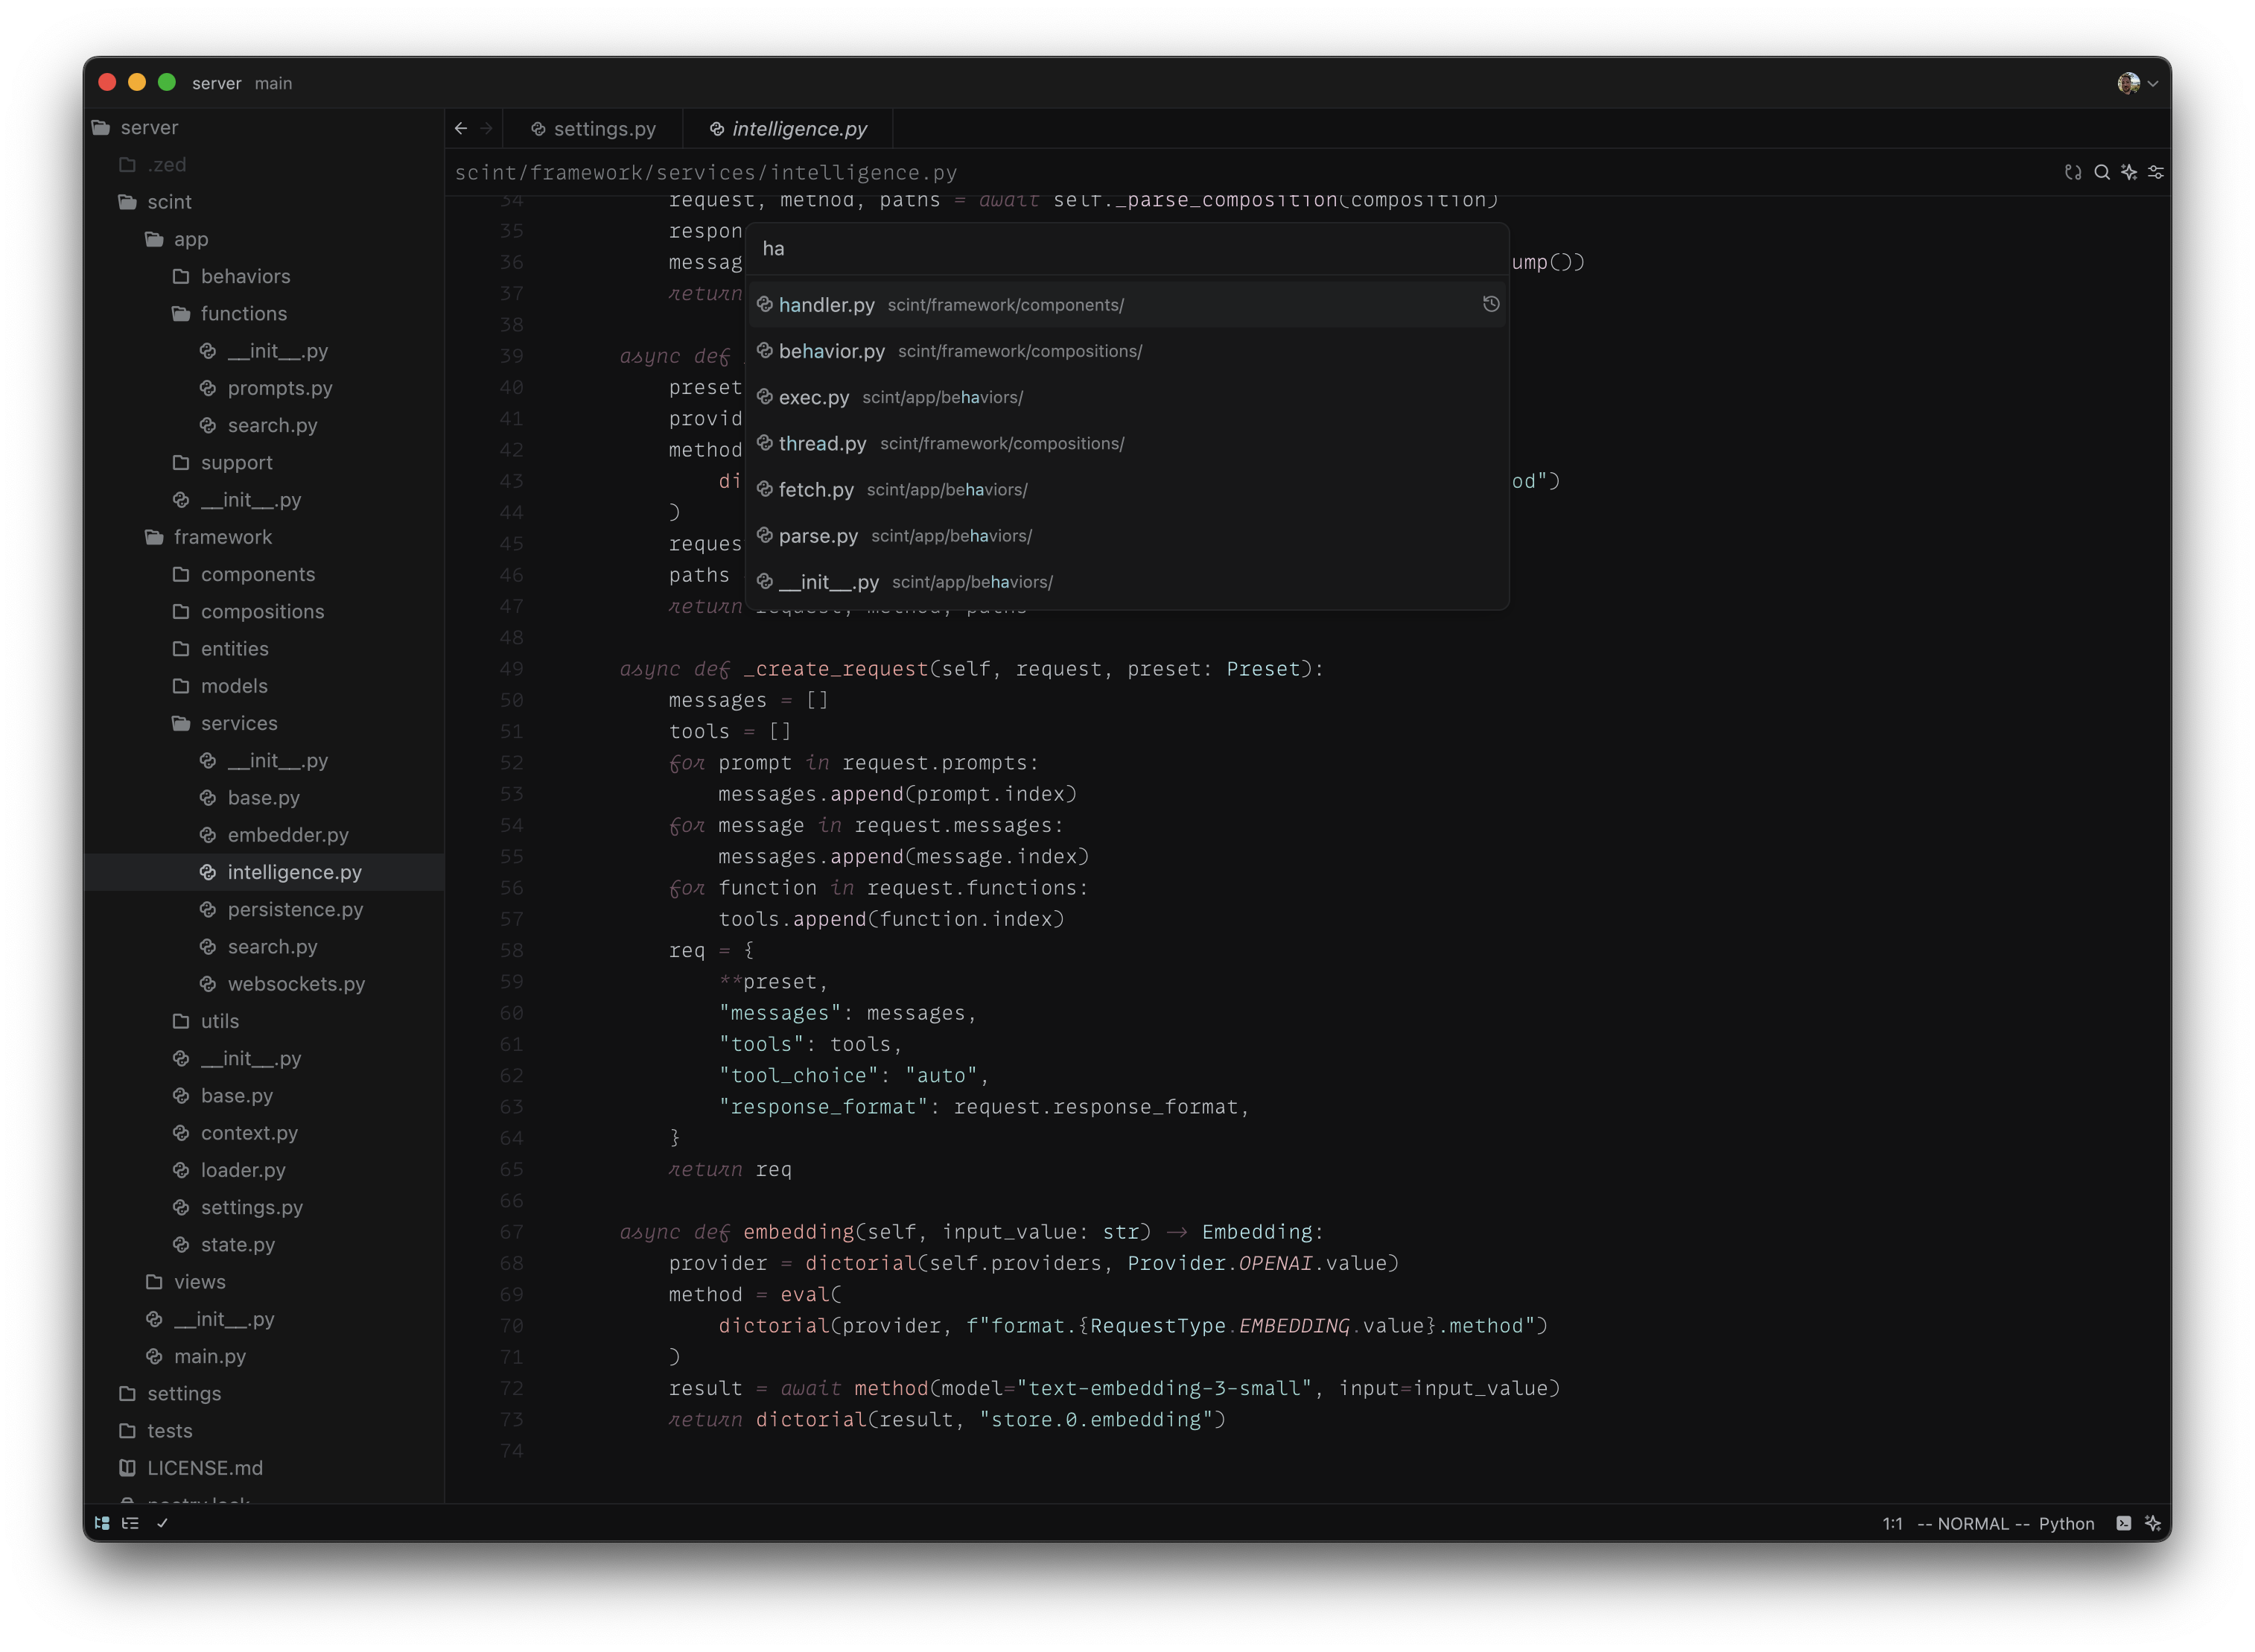 server main
server
.zed
scint
app
behaviors
functions
__init__.py
prompts.py
search.py
support
__init__.py
framework
components
compositions
entities
models
services
__init__.py
base.py
embedder.py
intelligence.py
persistence.py
search.py
websockets.py
utils
__init__.py
base.py
context.py
loader.py
settings.py
state.py
views
__init__.py
main.py
settings
tests
LICENSE.md
poetry.lock
settings.py intelligence.py
scint/framework/services/intelligence.py
34 request, method, paths = await self._parse_composition(composition)
35 respon
36 messag ump())
37 return
38
39 async def
40 preset
41 provid
42 method
43 di od")
44 )
45 reques
46 paths
47 return request, method, paths
48
49 async def _create_request(self, request, preset: Preset):
50 messages = []
51 tools = []
52 for prompt in request.prompts:
53 messages.append(prompt.index)
54 for message in request.messages:
55 messages.append(message.index)
56 for function in request.functions:
57 tools.append(function.index)
58 req = {
59 **preset,
60 "messages": messages,
61 "tools": tools,
62 "tool_choice": "auto",
63 "response_format": request.response_format,
64 }
65 return req
66
67 async def embedding(self, input_value: str) -> Embedding:
68 provider = dictorial(self.providers, Provider.OPENAI.value)
69 method = eval(
70 dictorial(provider, f"format.{RequestType.EMBEDDING.value}.method")
71 )
72 result = await method(model="text-embedding-3-small", input=input_value)
73 return dictorial(result, "store.0.embedding")
74
ha
handler.py scint/framework/components/
behavior.py scint/framework/compositions/
exec.py scint/app/behaviors/
thread.py scint/framework/compositions/
fetch.py scint/app/behaviors/
parse.py scint/app/behaviors/
__init__.py scint/app/behaviors/
1:1 -- NORMAL -- Python